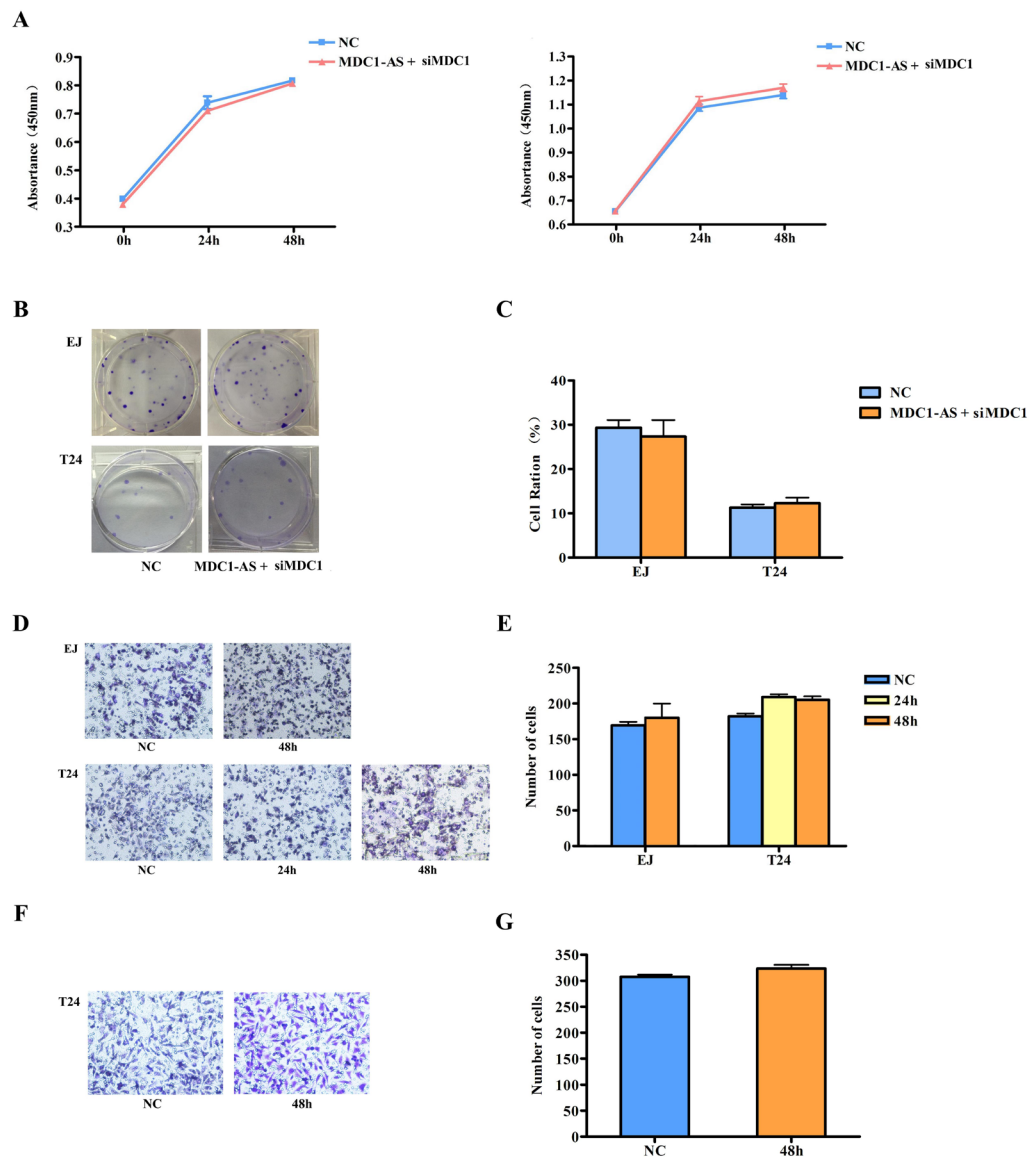 A
NC
MDC1-AS + siMDC1
0.9
0.8
0.7
0.6
0.5
0.4
0.3
Absortance (450nm)
0h 24h 48h
NC
MDC1-AS + siMDC1
1.3
1.2
1.1
1.0
0.9
0.8
0.7
0.6
Absortance (450nm)
0h 24h 48h
B
EJ
T24
NC MDC1-AS + siMDC1
C
NC
MDC1-AS + siMDC1
40
30
20
10
0
Cell Ration (%)
EJ T24
D
EJ
NC 48h
T24
NC 24h 48h
E
NC
24h
48h
250
200
150
100
50
0
Number of cells
EJ T24
F
T24
NC 48h
G
350
300
250
200
150
100
50
0
Number of cells
NC 48h